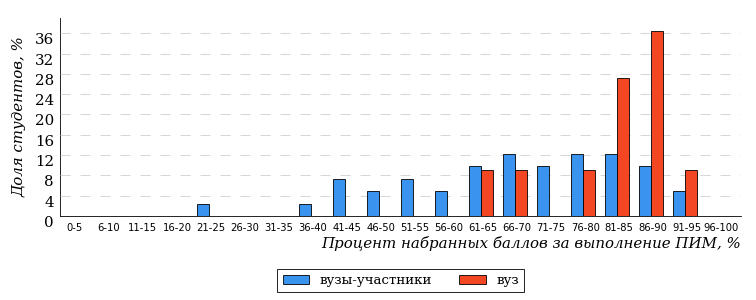 Доля студентов, %
36
32
28
24
20
16
12
8
4
0
0-5 6-10 11-15 16-20 21-25 26-30 31-35 36-40 41-45 46-50 51-55 56-60 61-65 66-70 71-75 76-80 81-85 86-90 91-95 96-100
Процент набранных баллов за выполнение ПИМ, %
вузы-участники вуз